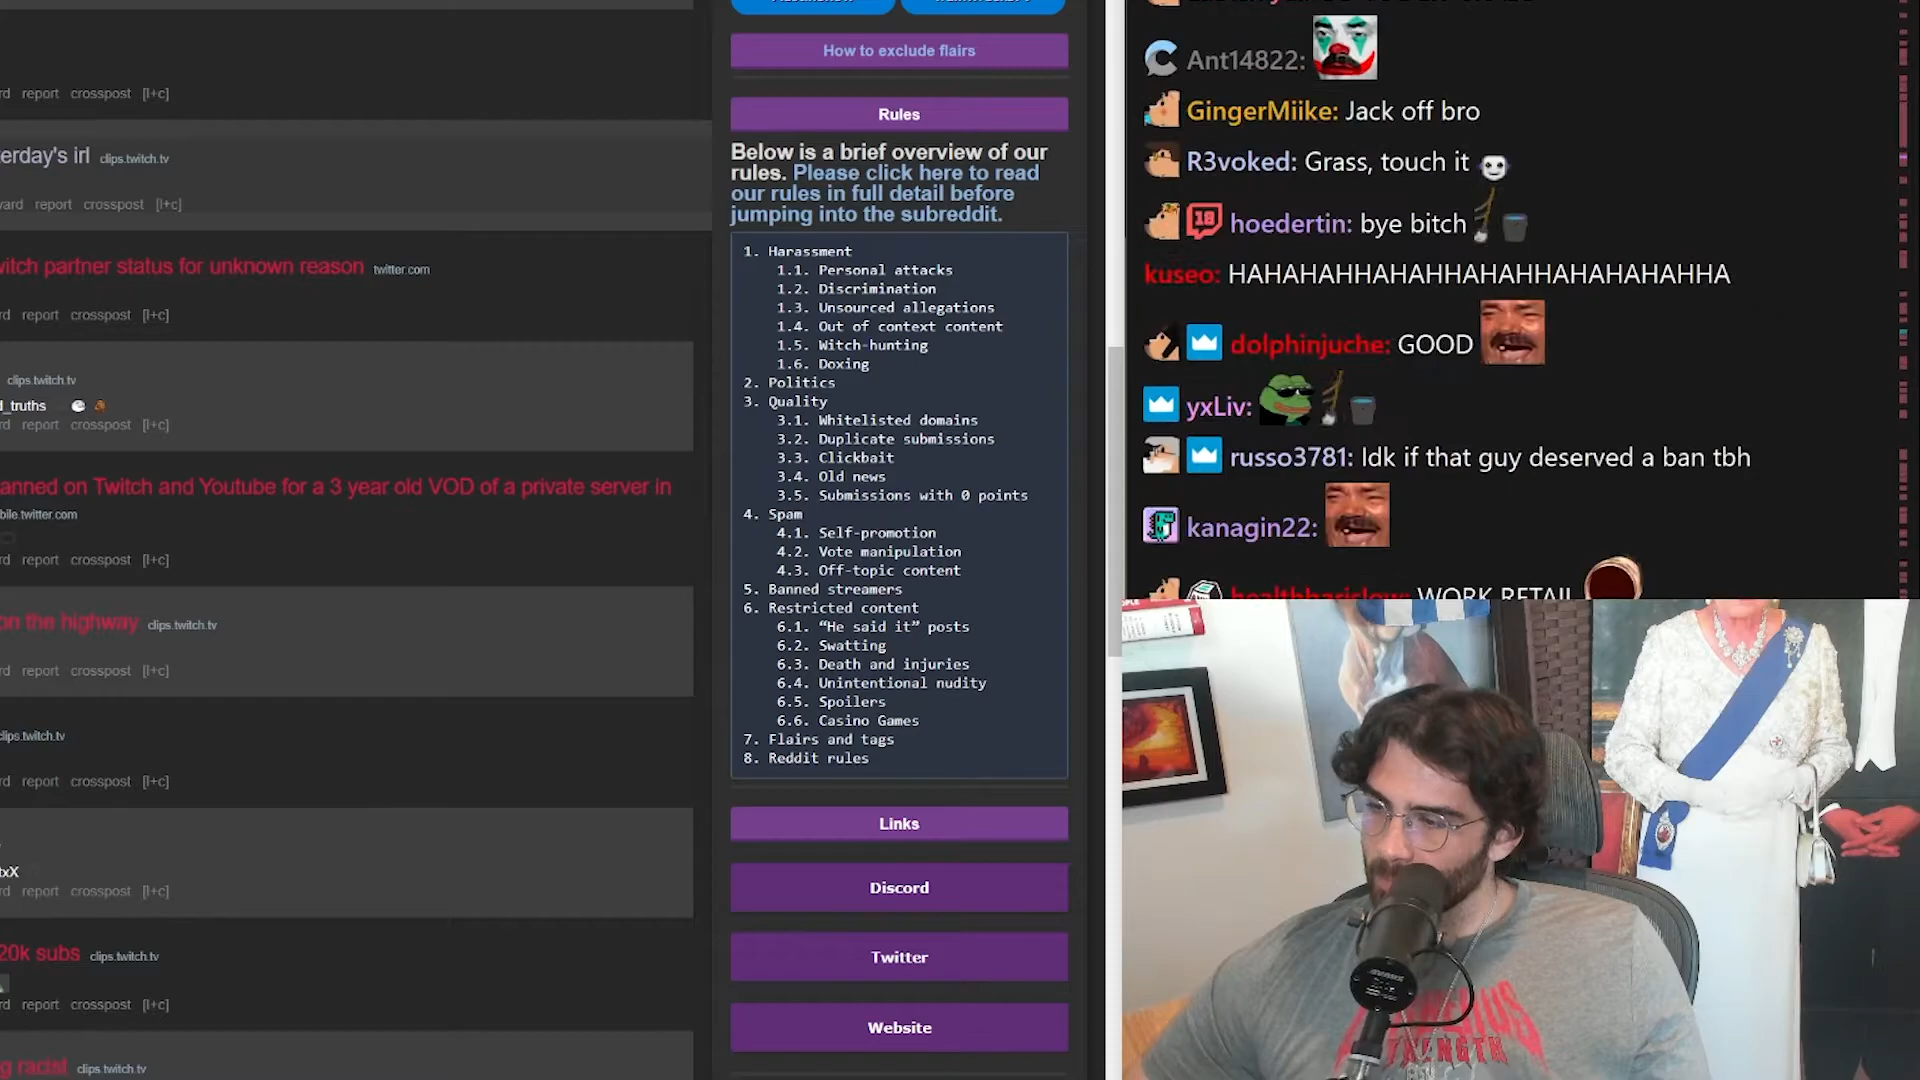 rd report crosspost [l+c]
erday's irl clips.twitch.tv
vard report crosspost [l+c]
witch partner status for unknown reason twitter.com
rd report crosspost [l+c]
clips.twitch.tv
l_truths
rd report crosspost [l+c]
anned on Twitch and Youtube for a 3 year old VOD of a private server in
bile.twitter.com
rd report crosspost [l+c]
on the highway clips.twitch.tv
rd report crosspost [l+c]
clips.twitch.tv
rd report crosspost [l+c]
txX
rd report crosspost [l+c]
20k subs clips.twitch.tv
rd report crosspost [l+c]
g racist clips.twitch.tv
How to exclude flairs
Rules
Below is a brief overview of our
rules. Please click here to read
our rules in full detail before
jumping into the subreddit.
1. Harassment
1.1. Personal attacks
1.2. Discrimination
1.3. Unsourced allegations
1.4. Out of context content
1.5. Witch-hunting
1.6. Doxing
2. Politics
3. Quality
3.1. Whitelisted domains
3.2. Duplicate submissions
3.3. Clickbait
3.4. Old news
3.5. Submissions with 0 points
4. Spam
4.1. Self-promotion
4.2. Vote manipulation
4.3. Off-topic content
5. Banned streamers
6. Restricted content
6.1. “He said it” posts
6.2. Swatting
6.3. Death and injuries
6.4. Unintentional nudity
6.5. Spoilers
6.6. Casino Games
7. Flairs and tags
8. Reddit rules
Links
Discord
Twitter
Website
Ant14822:
GingerMiike: Jack off bro
R3voked: Grass, touch it
18 hoedertin: bye bitch
kuseo: HAHAHAHHAHAHHAHAHHAHAHAHAHHA
dolphinjuche: GOOD
yxLiv:
russo3781: Idk if that guy deserved a ban tbh
kanagin22:
WORK RETAIL
STRENGTH